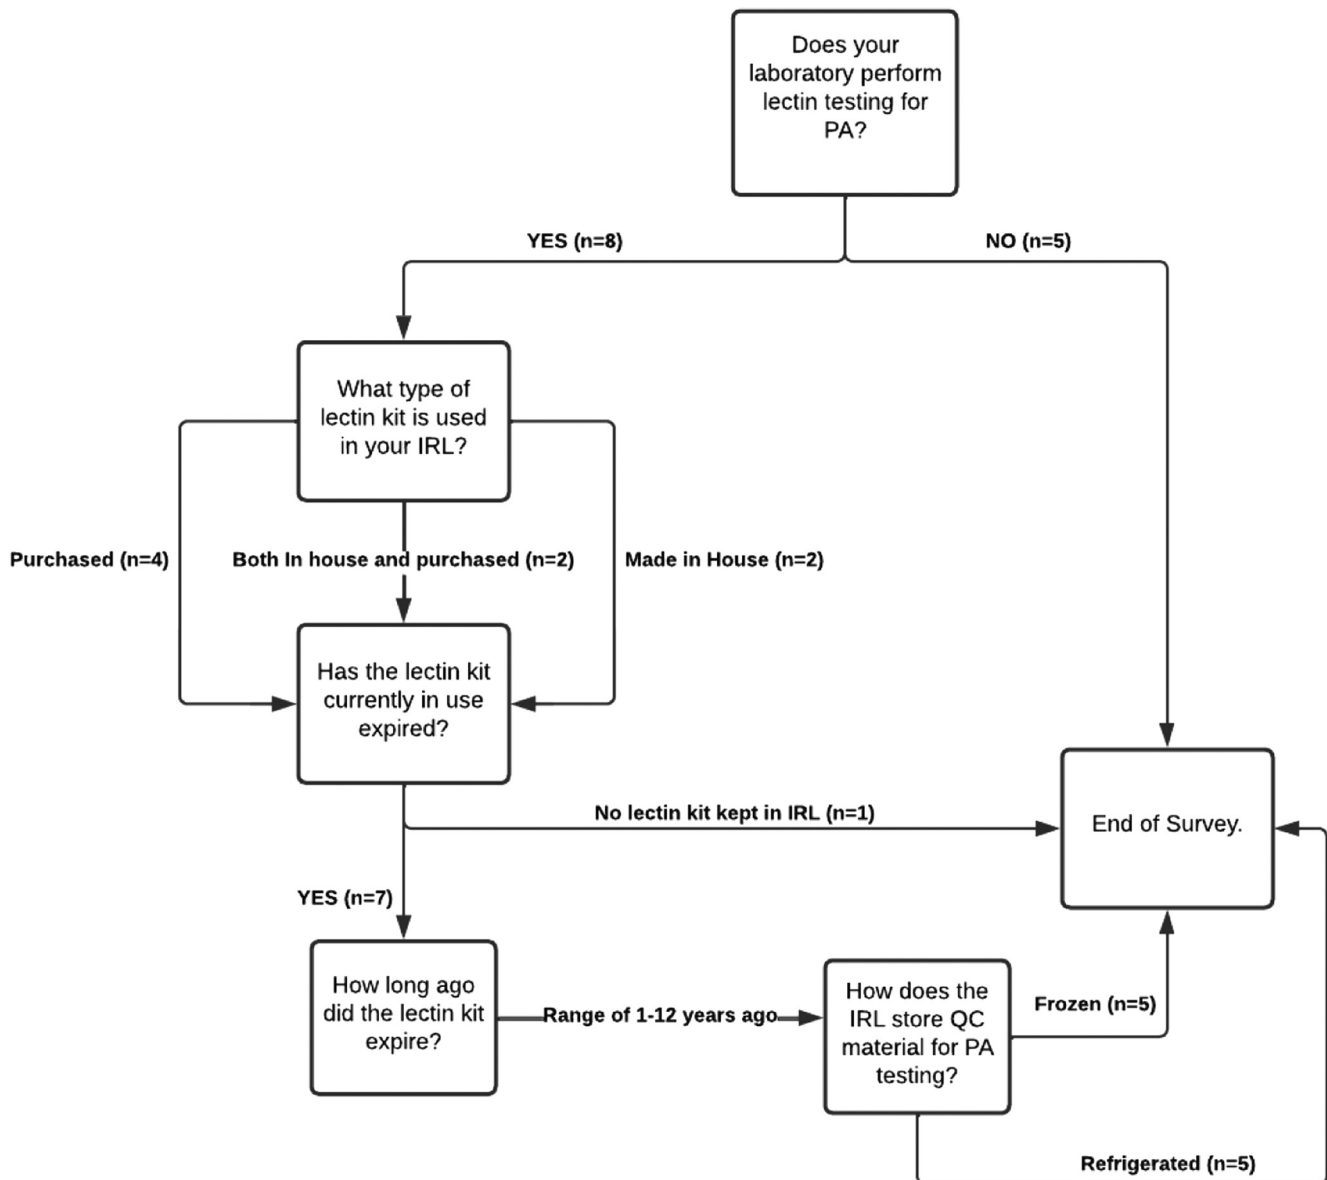 Does your
laboratory perform
lectin testing for
PA?
YES (n=8)
NO (n=5)
What type of
lectin kit is used
in your IRL?
Purchased (n=4)
Both In house and purchased (n=2)
Made in House (n=2)
Has the lectin kit
currently in use
expired?
No lectin kit kept in IRL (n=1)
End of Survey.
YES (n=7)
How long ago
did the lectin kit
expire?
Range of 1-12 years ago
How does the
IRL store QC
material for PA
testing?
Frozen (n=5)
Refrigerated (n=5)